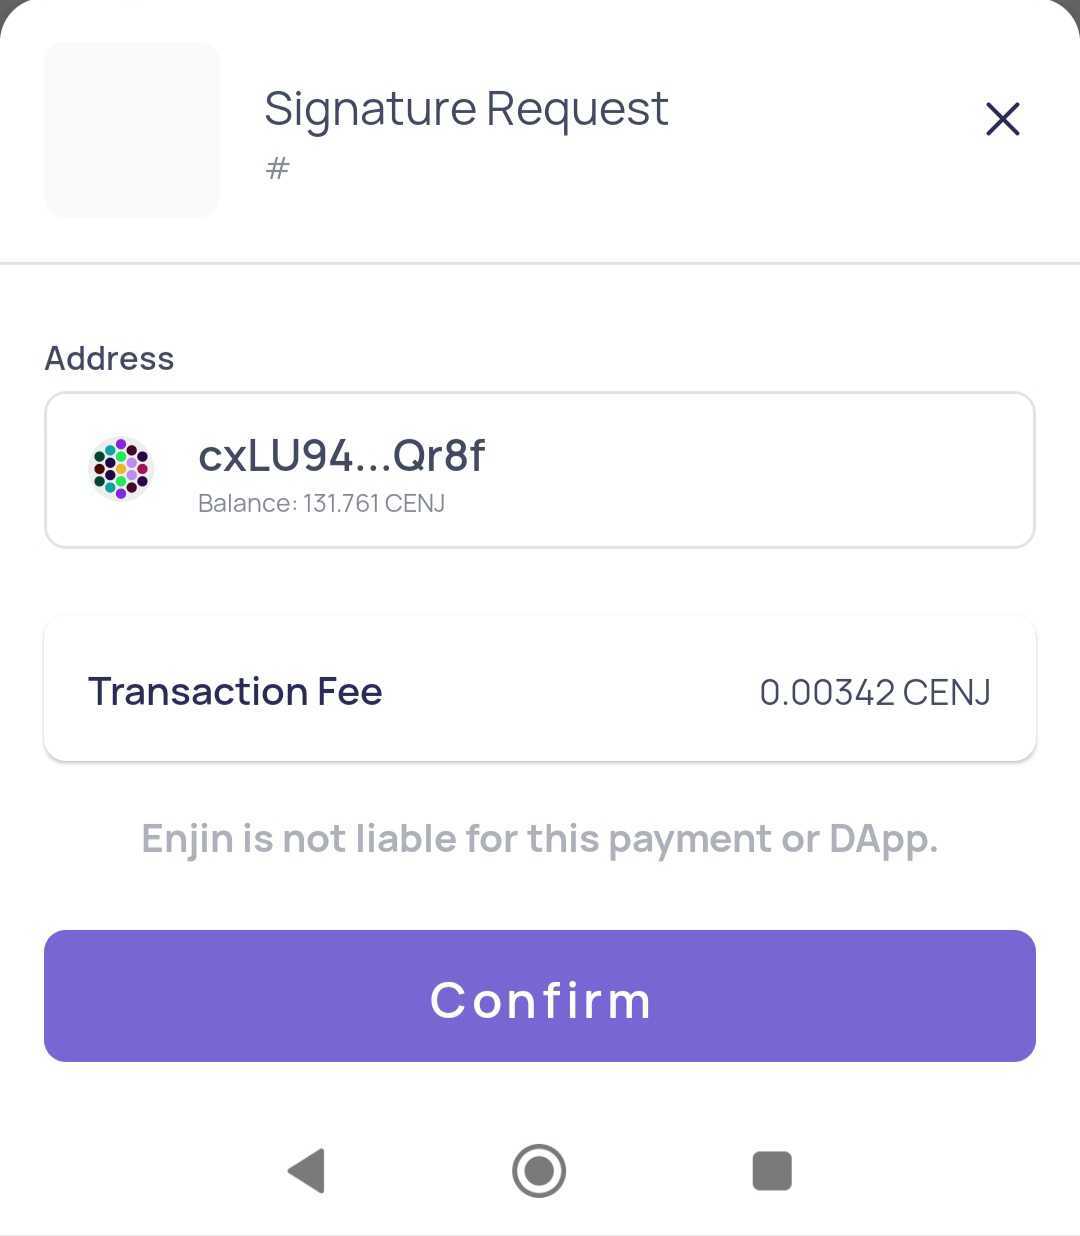 Signature Request
#
Address
cxLU94...Qr8f
Balance: 131.761 CENJ
Transaction Fee
0.00342 CENJ
Enjin is not liable for this payment or DApp.
Confirm